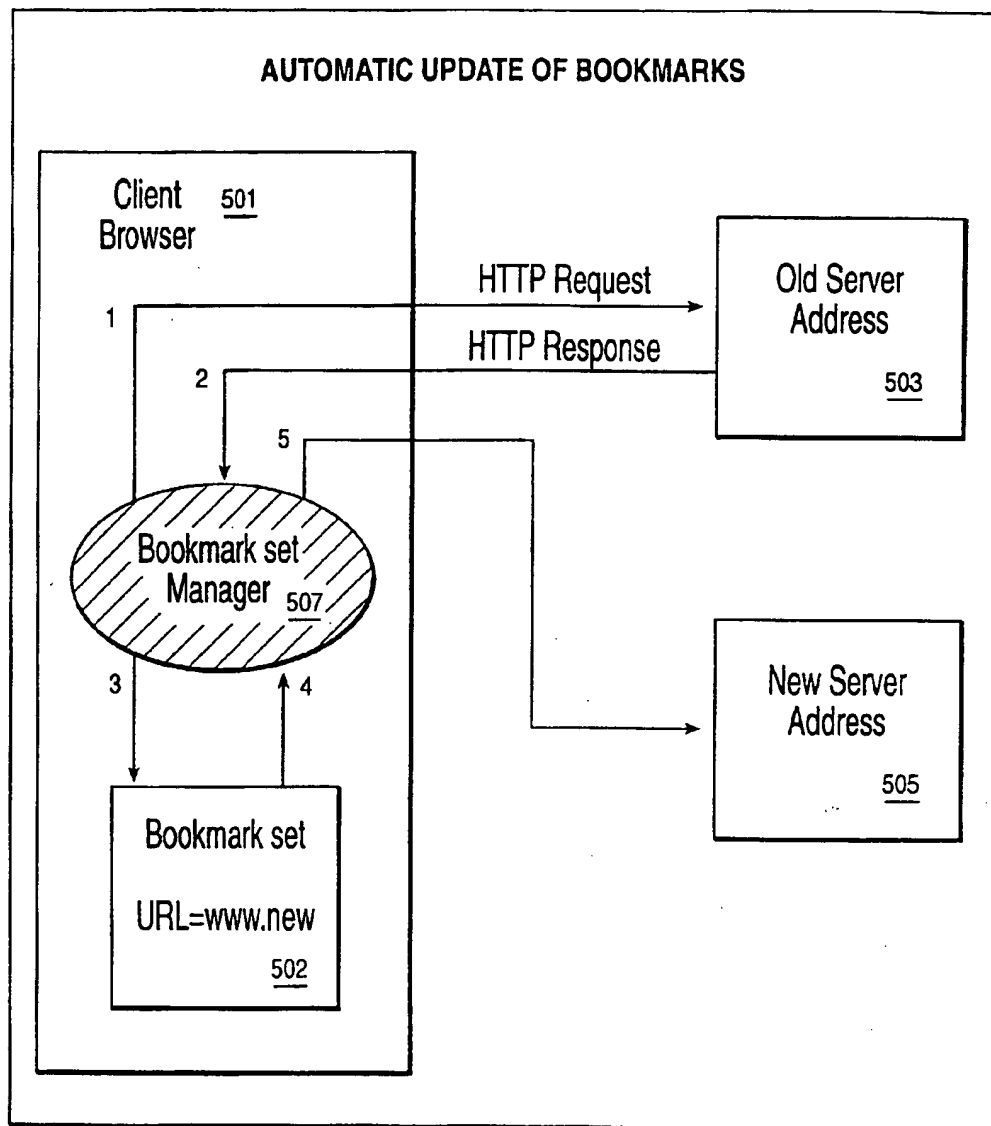 AUTOMATIC UPDATE OF BOOKMARKS
Client 501
Browser
HTTP Request
Old Server
Address
503
1
HTTP Response
2
5
Bookmark set
Manager
507
3
4
New Server
Address
505
Bookmark set
URL=www.new
502